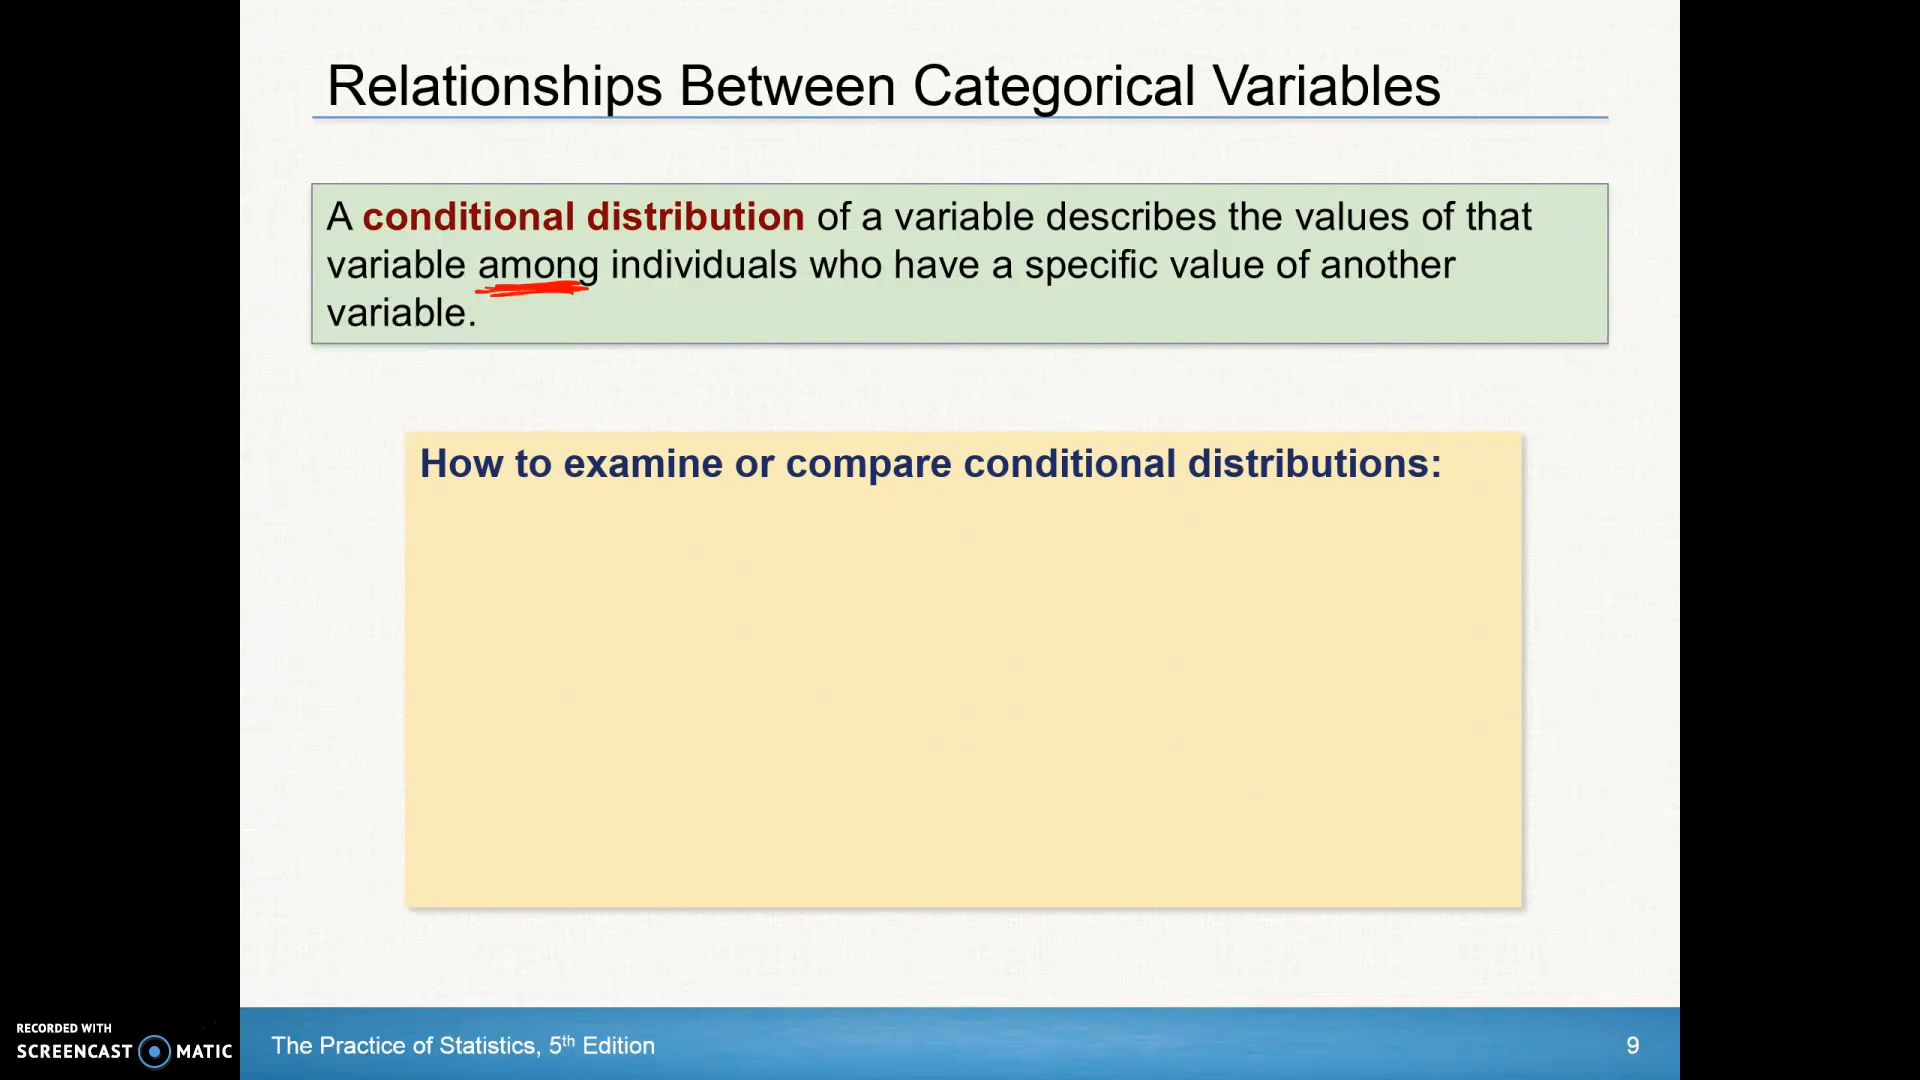 Relationships Between Categorical Variables
A conditional distribution of a variable describes the values of that
variable among individuals who have a specific value of another
variable.
How to examine or compare conditional distributions:
RECORDED WITH
SCREENCAST MATIC
The Practice of Statistics, 5th Edition
9